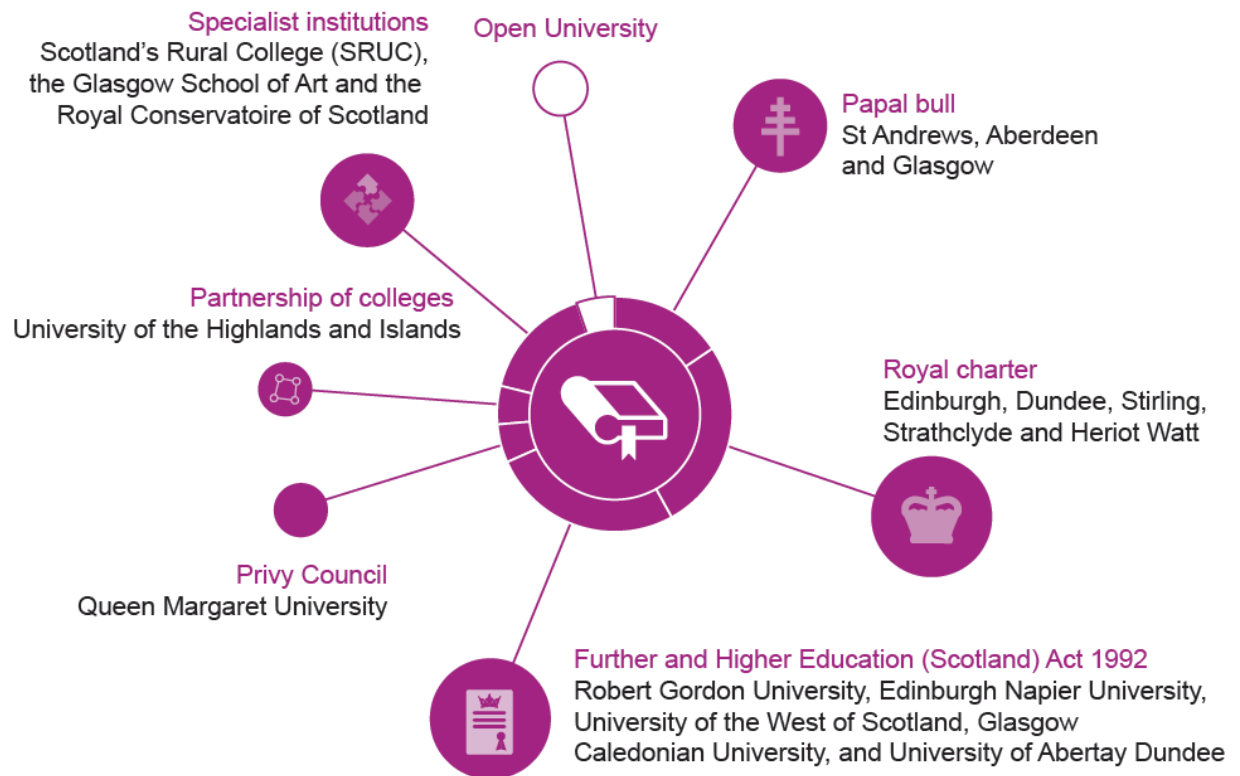 Specialist institutions
Scotland's Rural College (SRUC),
the Glasgow School of Art and the
Royal Conservatoire of Scotland
Open University
Papal bull
St Andrews, Aberdeen
and Glasgow
Partnership of colleges
University of the Highlands and Islands
Royal charter
Edinburgh, Dundee, Stirling,
Strathclyde and Heriot Watt
Privy Council
Queen Margaret University
Further and Higher Education (Scotland) Act 1992
Robert Gordon University, Edinburgh Napier University,
University of the West of Scotland, Glasgow
Caledonian University, and University of Abertay Dundee